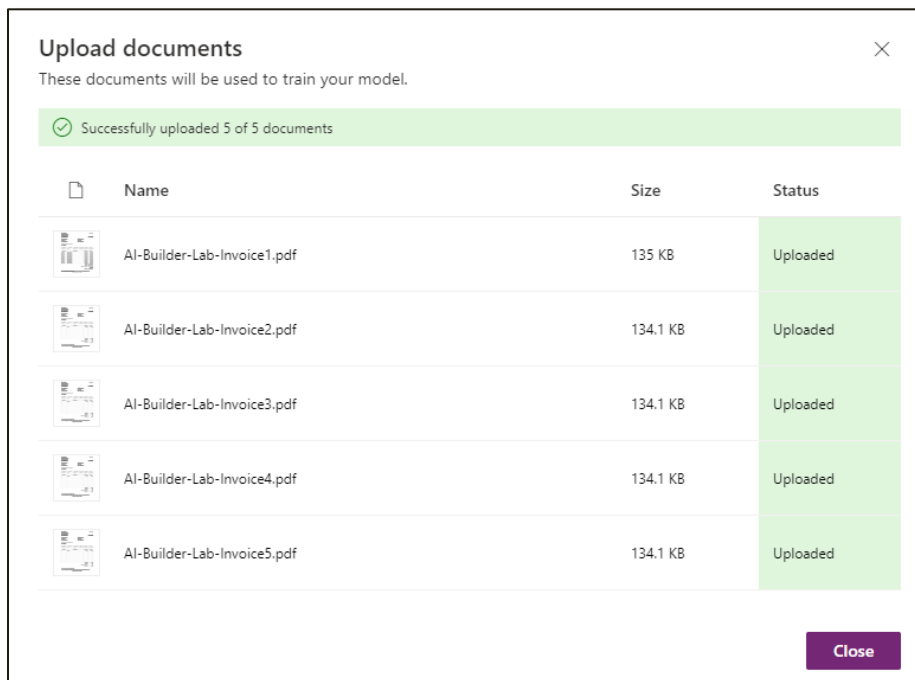 Upload documents
These documents will be used to train your model.
Successfully uploaded 5 of 5 documents
Name Size Status
AI-Builder-Lab-Invoice1.pdf 135 KB Uploaded
AI-Builder-Lab-Invoice2.pdf 134.1 KB Uploaded
AI-Builder-Lab-Invoice3.pdf 134.1 KB Uploaded
AI-Builder-Lab-Invoice4.pdf 134.1 KB Uploaded
AI-Builder-Lab-Invoice5.pdf 134.1 KB Uploaded
Close